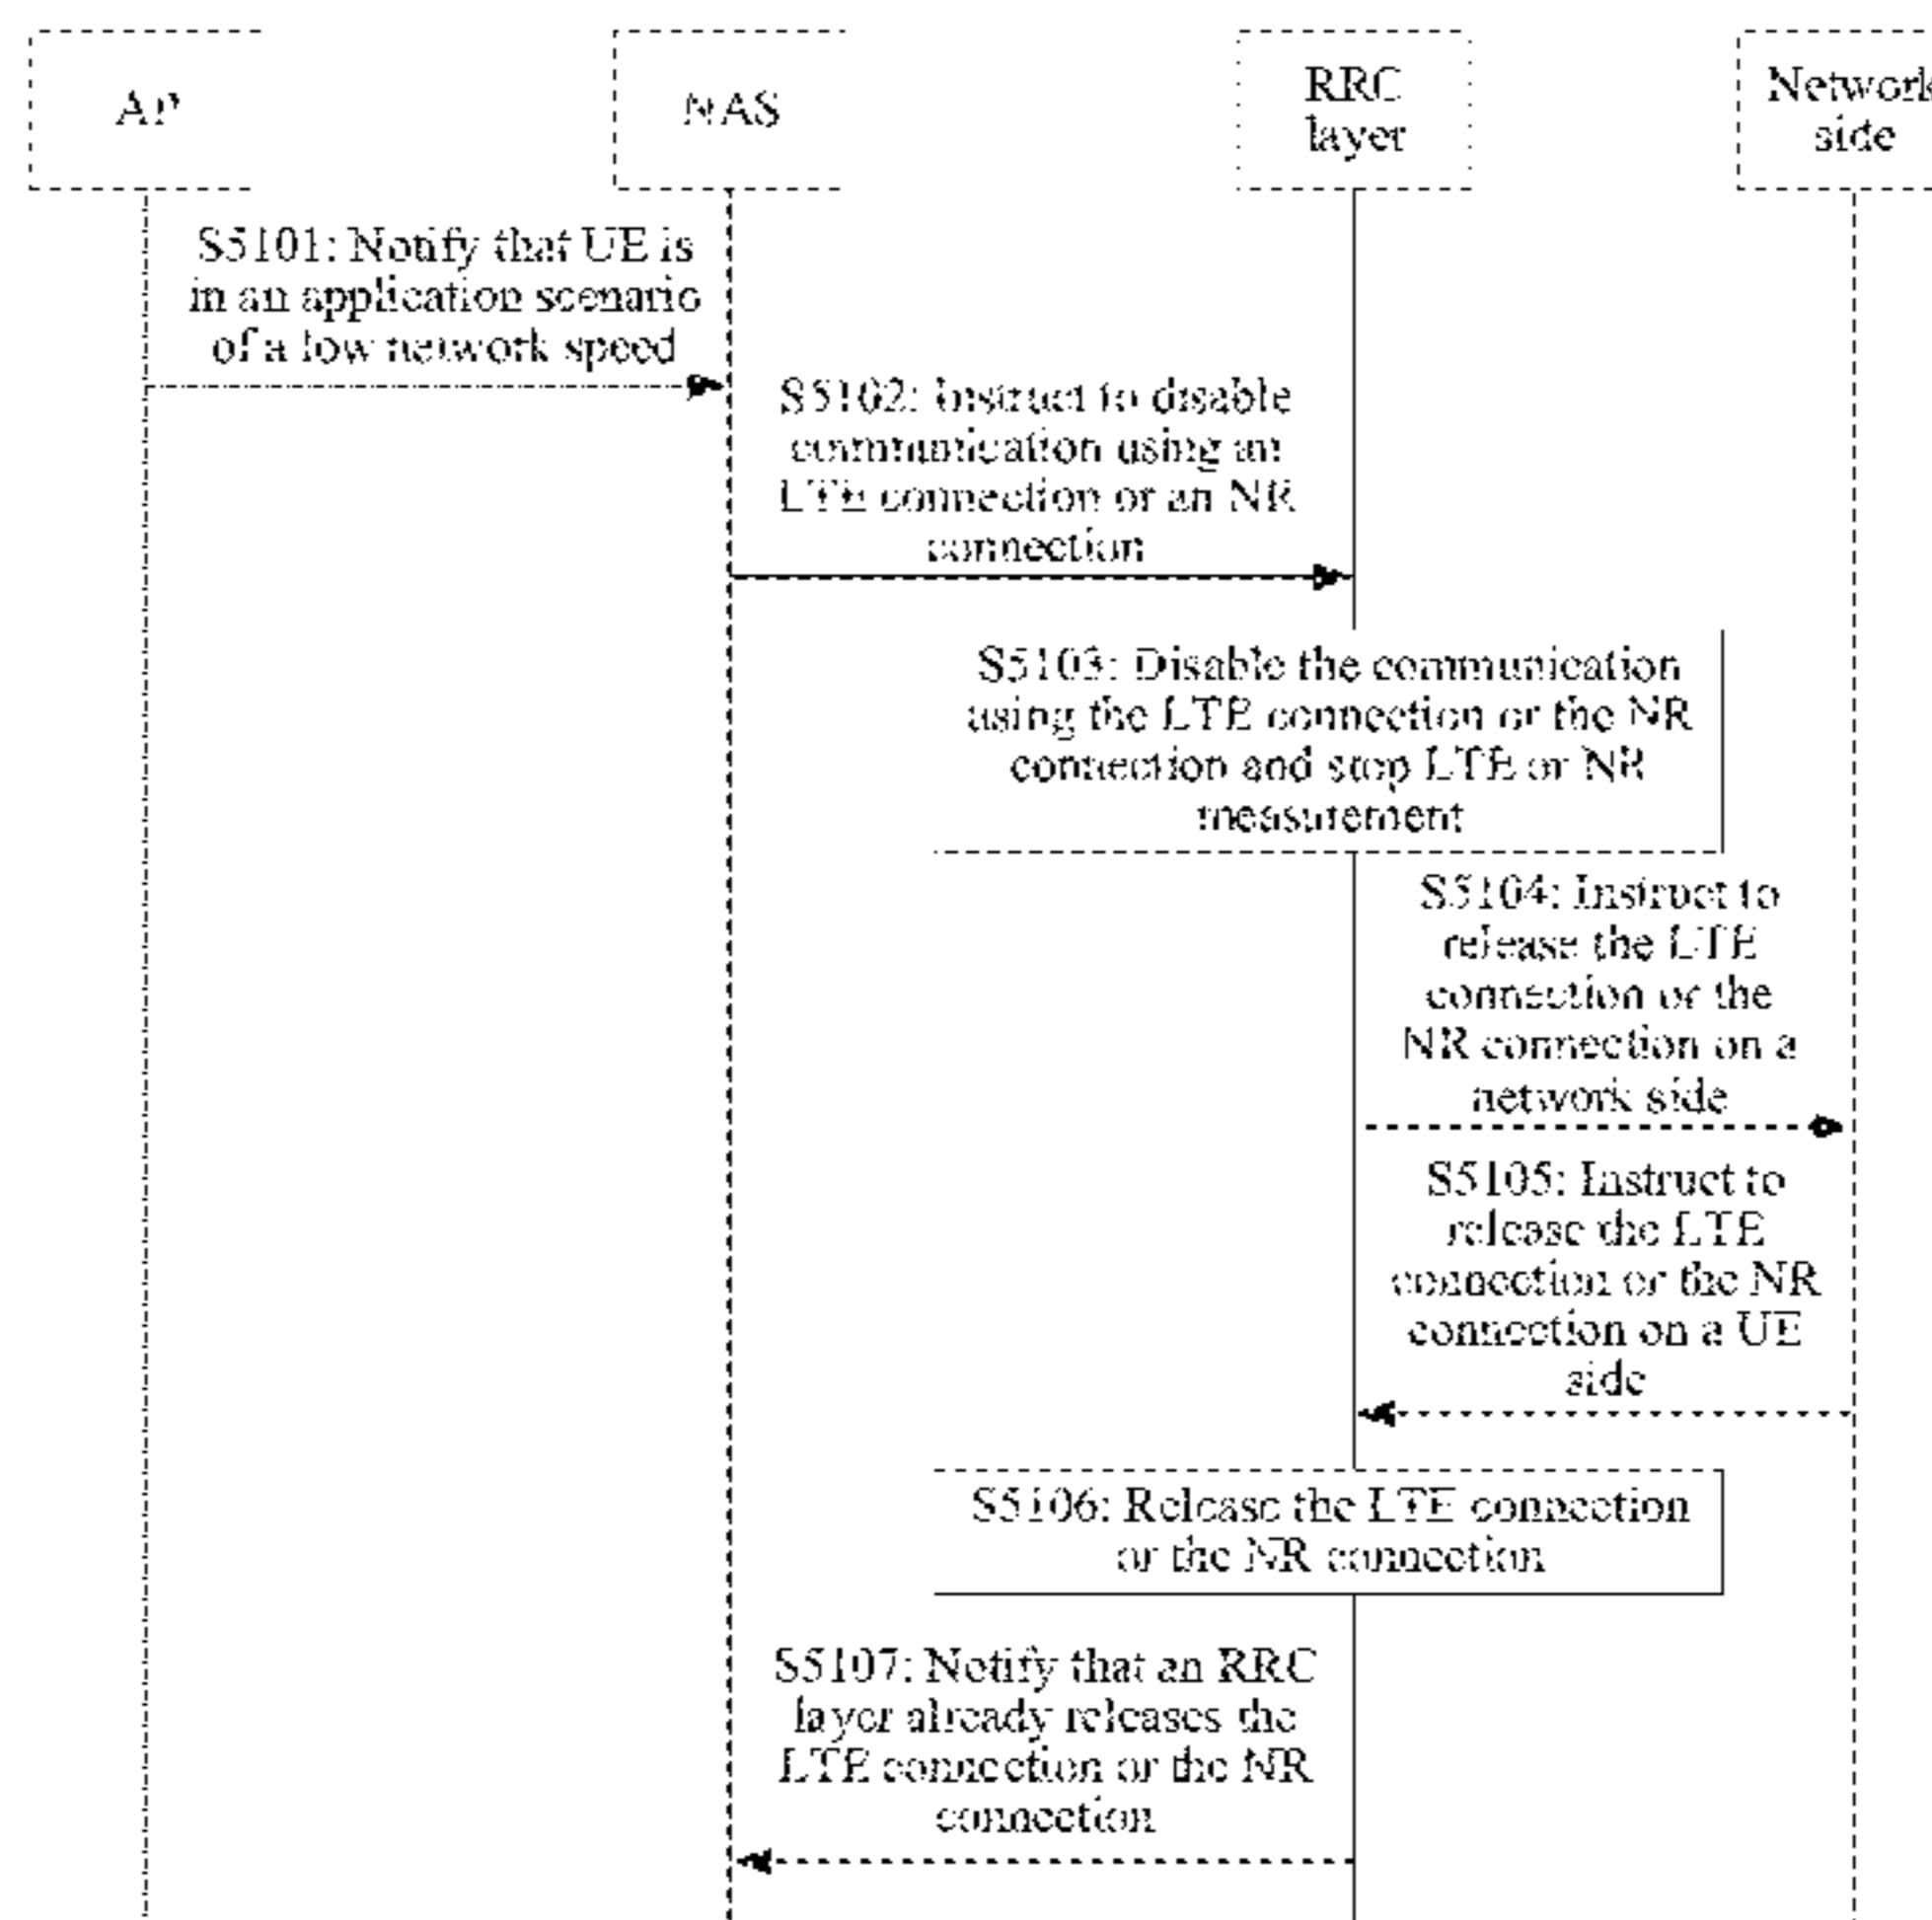 AP
NAS
RRC
layer
Network
side
S5101: Notify that UE is
in an application scenario
of a low network speed
S5102: Instruct to disable
communication using an
LTE connection or an NR
connection
S5103: Disable the communication
using the LTE connection or the NR
connection and stop LTE or NR
measurement
S5104: Instruct to
release the LTE
connection or the
NR connection on a
network side
S5105: Instruct to
release the LTE
connection or the NR
connection on a UE
side
S5106: Release the LTE connection
or the NR connection
S5107: Notify that an RRC
layer already releases the
LTE connection or the NR
connection